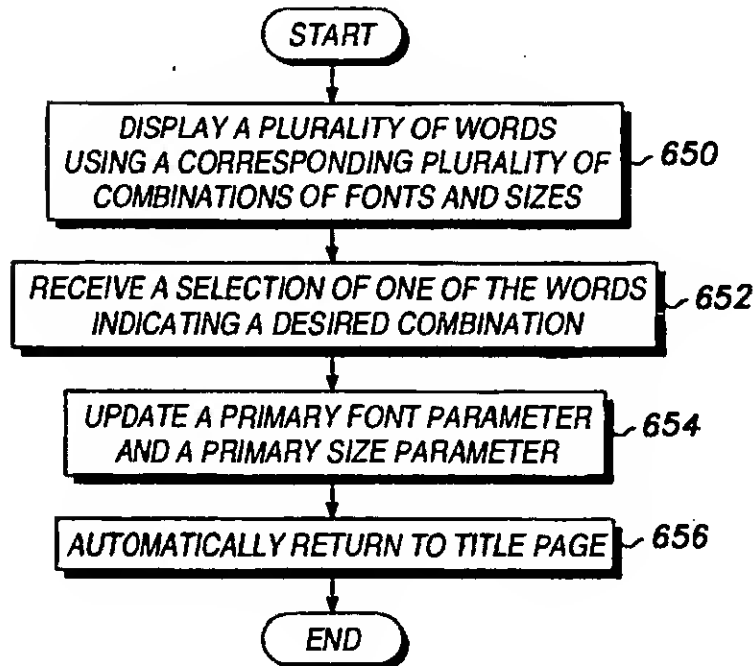 START
DISPLAY A PLURALITY OF WORDS
USING A CORRESPONDING PLURALITY OF
COMBINATIONS OF FONTS AND SIZES
650
RECEIVE A SELECTION OF ONE OF THE WORDS
INDICATING A DESIRED COMBINATION
652
UPDATE A PRIMARY FONT PARAMETER
AND A PRIMARY SIZE PARAMETER
654
AUTOMATICALLY RETURN TO TITLE PAGE
656
END